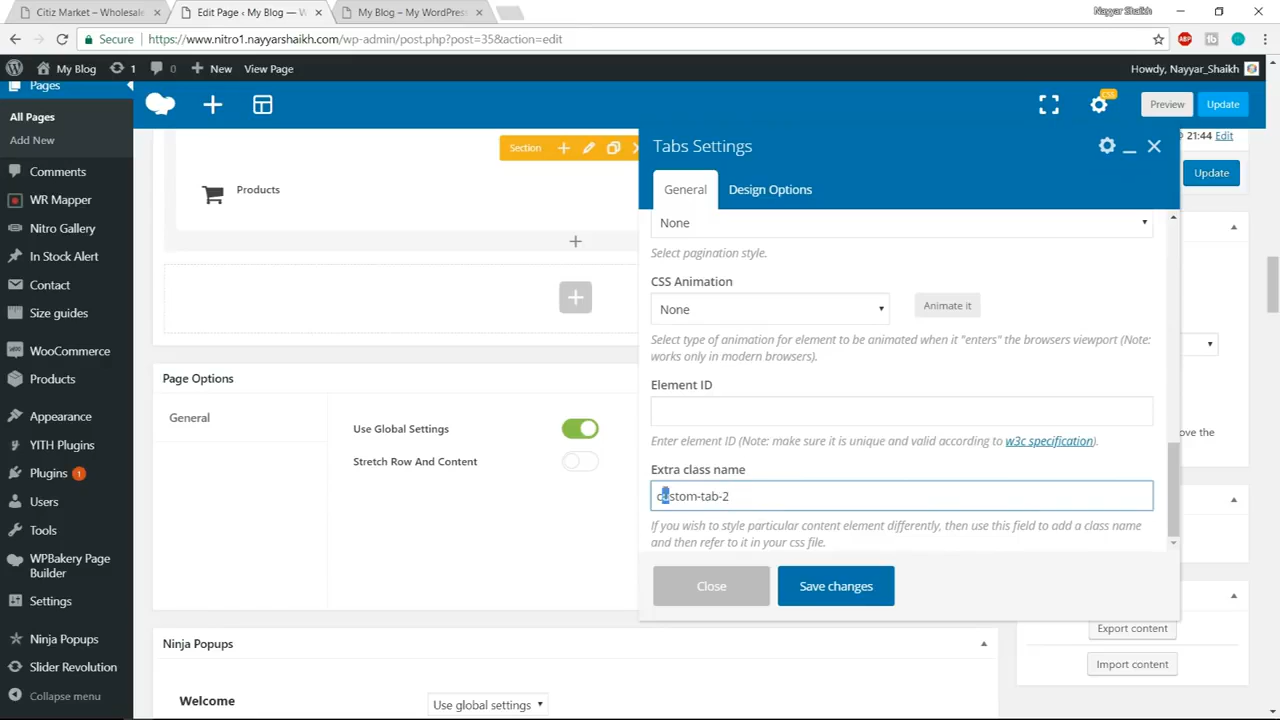 Citiz Market – Wholesale
Edit Page ‹ My Blog — W
My Blog – My WordPress
Nayyar Shaikh
Secure
https://www.nitro1.nayyarshaikh.com/wp-admin/post.php?post=35&action=edit
ABP
My Blog
1
0
New
View Page
Howdy, Nayyar_Shaikh
Pages
All Pages
Add New
Comments
WR Mapper
Nitro Gallery
In Stock Alert
Contact
Size guides
WooCommerce
Products
Appearance
YITH Plugins
Plugins 1
Users
Tools
WPBakery Page
Builder
Settings
Ninja Popups
Slider Revolution
Collapse menu
CSS
Preview
Update
21:44 Edit
Update
Section
Products
Tabs Settings
General
Design Options
None
Select pagination style.
CSS Animation
None
Animate it
Select type of animation for element to be animated when it "enters" the browsers viewport (Note:
works only in modern browsers).
Element ID
Enter element ID (Note: make sure it is unique and valid according to w3c specification).
Extra class name
custom-tab-2
If you wish to style particular content element differently, then use this field to add a class name
and then refer to it in your css file.
Close
Save changes
Page Options
General
Use Global Settings
Stretch Row And Content
ove the
Export content
Import content
Ninja Popups
Welcome
Use global settings